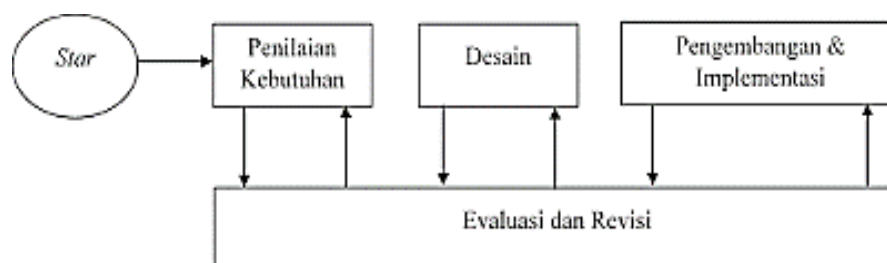 Star
Penilaian
Kebutuhan
Desain
Pengembangan &
Implementasi
Evaluasi dan Revisi